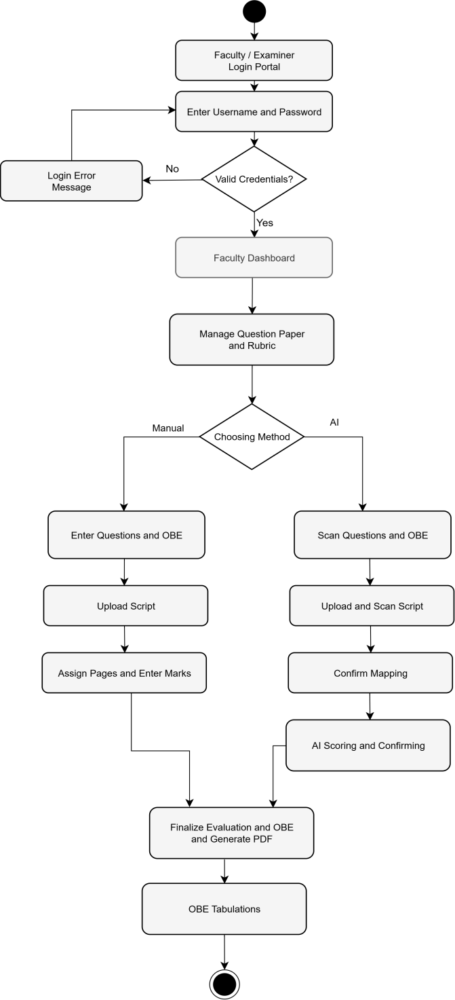 Faculty / Examiner
Login Portal
Enter Username and Password
Valid Credentials?
No
Login Error
Message
Yes
Faculty Dashboard
Manage Question Paper
and Rubric
Choosing Method
Manual
AI
Enter Questions and OBE
Scan Questions and OBE
Upload Script
Upload and Scan Script
Assign Pages and Enter Marks
Confirm Mapping
AI Scoring and Confirming
Finalize Evaluation and OBE
and Generate PDF
OBE Tabulations